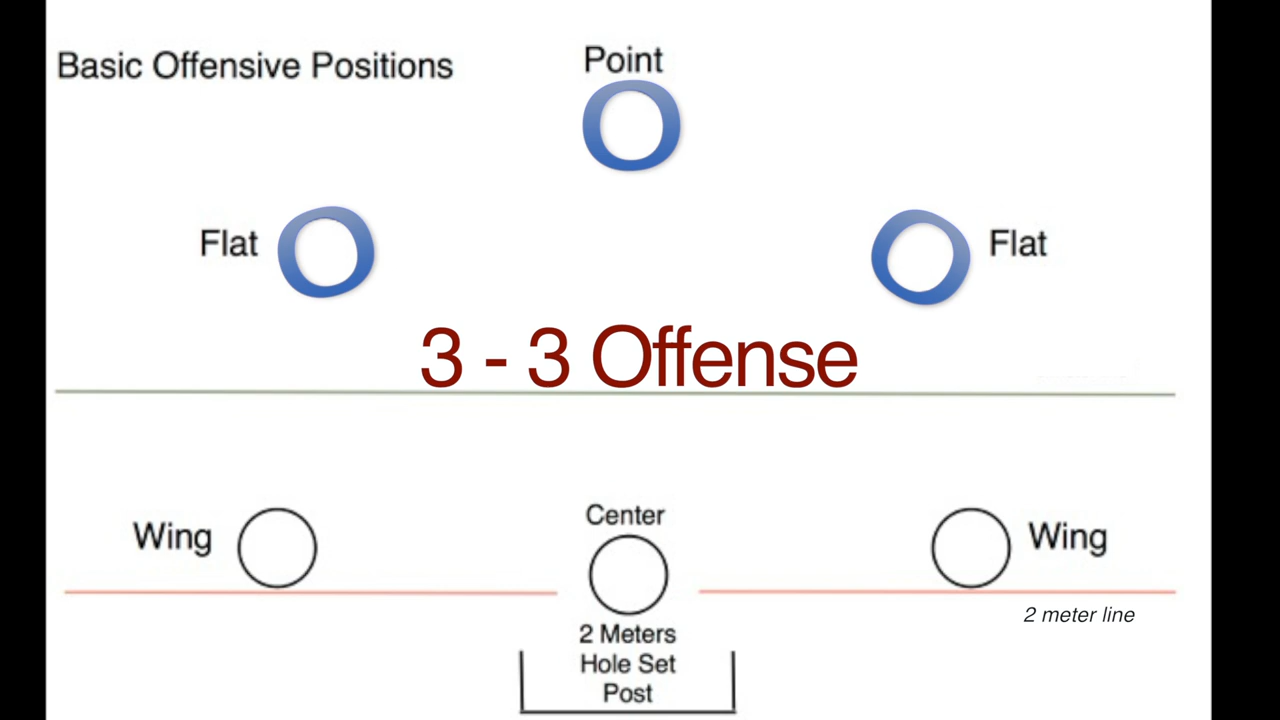 Basic Offensive Positions
Point
Flat
Flat
3 - 3 Offense
Wing
Center
Wing
2 meter line
2 Meters
Hole Set
Post